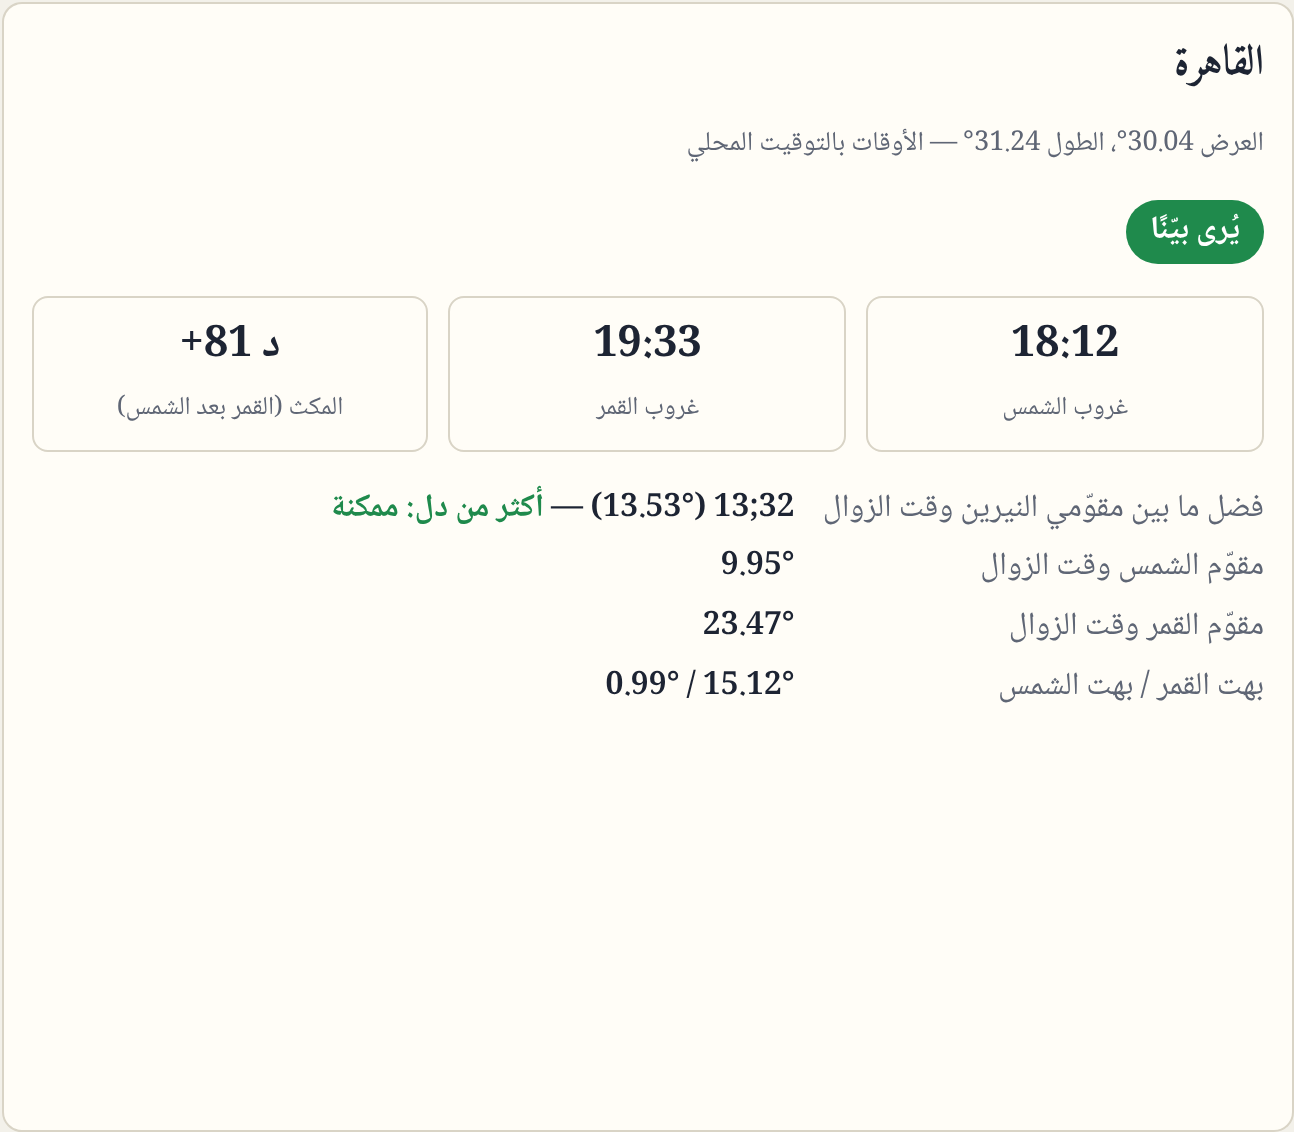 القاهرة
العرض 30.04°، الطول 31.24° — الأوقات بالتوقيت المحلي
يُرى بيّنًا
18:12
غروب الشمس
19:33
غروب القمر
+81 د
المكث (القمر بعد الشمس)
فضل ما بين مقوّمي النيرين وقت الزوال 13;32 (13.53°) — أكثر من دل: ممكنة
مقوّم الشمس وقت الزوال 9.95°
مقوّم القمر وقت الزوال 23.47°
بهت القمر / بهت الشمس 15.12° / 0.99°